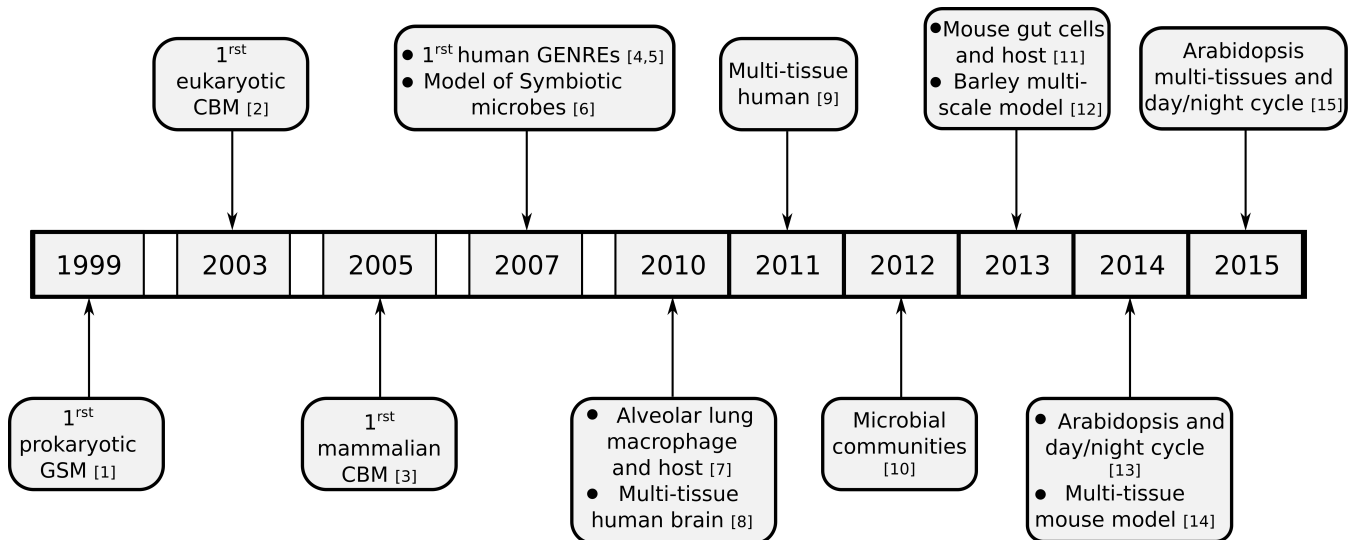 1rst
eukaryotic
CBM [2]
● 1rst human GENREs [4,5]
● Model of Symbiotic
microbes [6]
Multi-tissue
human [9]
●Mouse gut cells
and host [11]
● Barley multi-
scale model [12]
Arabidopsis
multi-tissues and
day/night cycle [15]
1999 2003 2005 2007 2010 2011 2012 2013 2014 2015
1rst
prokaryotic
GSM [1]
1rst
mammalian
CBM [3]
● Alveolar lung
macrophage
and host [7]
● Multi-tissue
human brain [8]
Microbial
communities
[10]
● Arabidopsis and
day/night cycle
[13]
● Multi-tissue
mouse model [14]